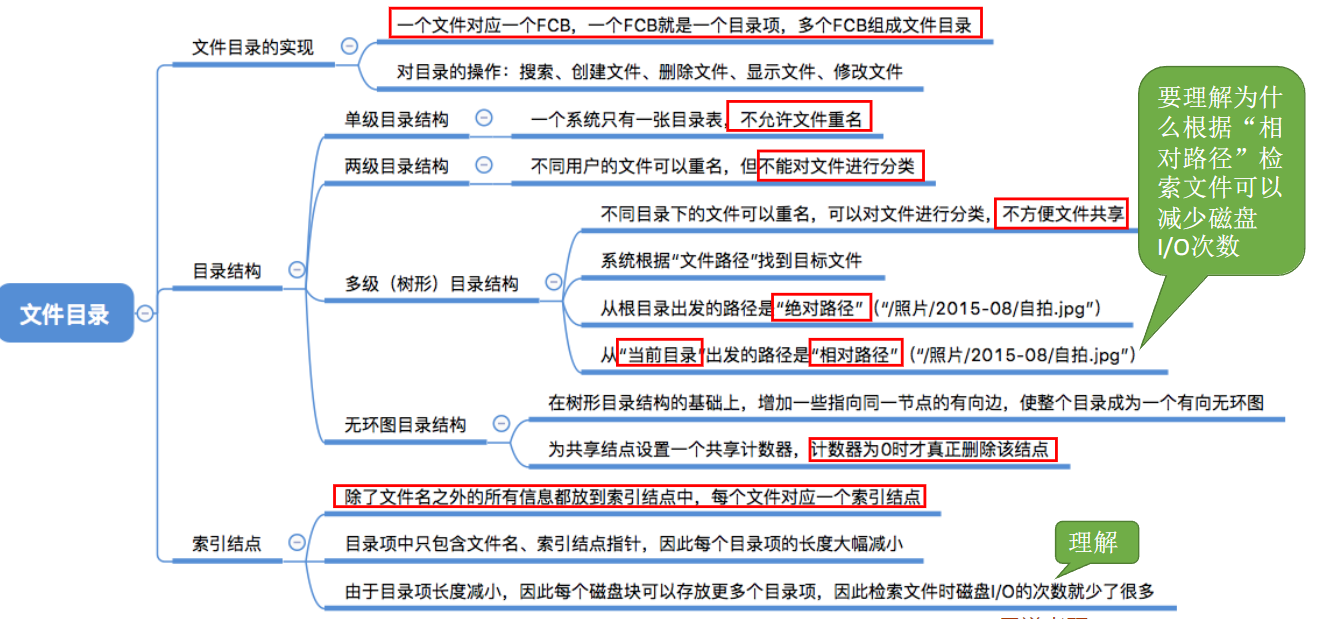 一个文件对应一个FCB，一个FCB就是一个目录项，多个FCB组成文件目录
文件目录的实现
对目录的操作：搜索、创建文件、删除文件、显示文件、修改文件
单级目录结构
一个系统只有一张目录表，不允许文件重名
两级目录结构
不同用户的文件可以重名，但不能对文件进行分类
要理解为什
么根据“相
对路径”检
索文件可以
减少磁盘
I/O次数
不同目录下的文件可以重名，可以对文件进行分类，不方便文件共享
系统根据“文件路径”找到目标文件
目录结构
多级（树形）目录结构
从根目录出发的路径是“绝对路径”（“/照片/2015-08/自拍.jpg”）
从“当前目录”出发的路径是“相对路径”（“/照片/2015-08/自拍.jpg”）
文件目录
无环图目录结构
在树形目录结构的基础上，增加一些指向同一节点的有向边，使整个目录成为一个有向无环图
为共享结点设置一个共享计数器，计数器为0时才真正删除该结点
除了文件名之外的所有信息都放到索引结点中，每个文件对应一个索引结点
索引结点
目录项中只包含文件名、索引结点指针，因此每个目录项的长度大幅减小
理解
由于目录项长度减小，因此每个磁盘块可以存放更多个目录项，因此检索文件时磁盘I/O的次数就少了很多